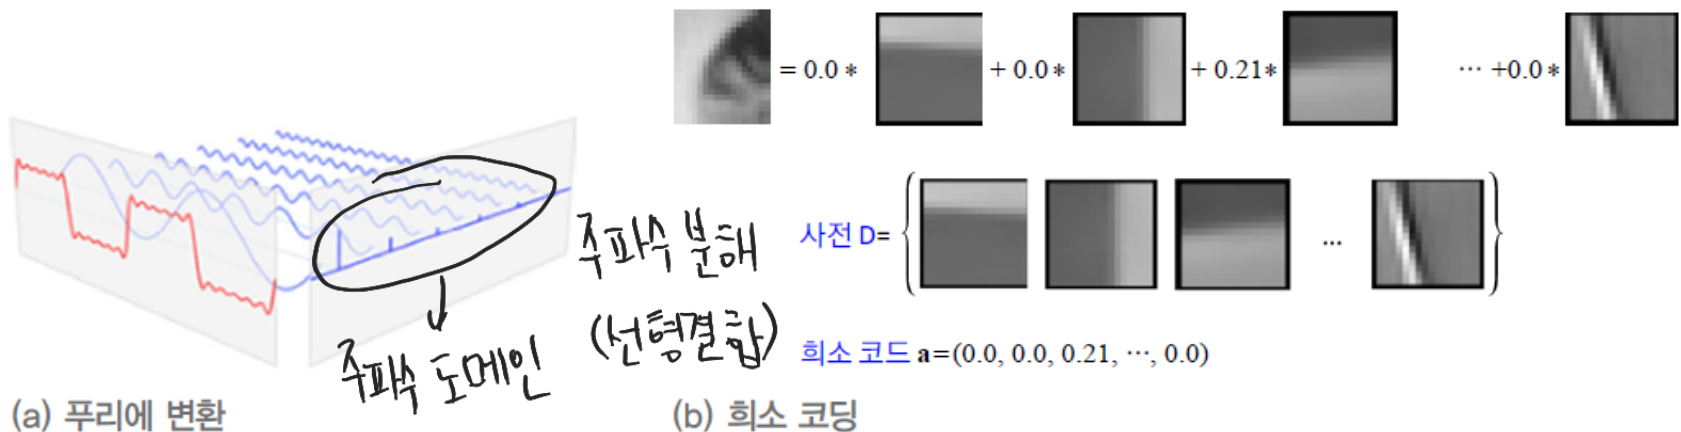 = 0.0 * + 0.0* + 0.21* ⋯ +0.0*
주파수 분해
(선형결합)
주파수 도메인
사전 D= { ... }
희소 코드 a=(0.0, 0.0, 0.21, ⋯, 0.0)
(a) 푸리에 변환
(b) 희소 코딩